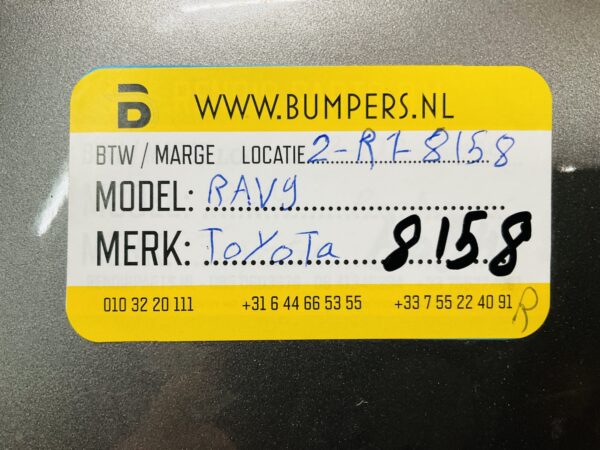 B WWW.BUMPERS.NL
BTW / MARGE LOCATIE 2-R1-8158
MODEL: RAV4
MERK: ToYoTa 8158
010 32 20 111 +31 6 44 66 53 55 +33 7 55 22 40 91 R